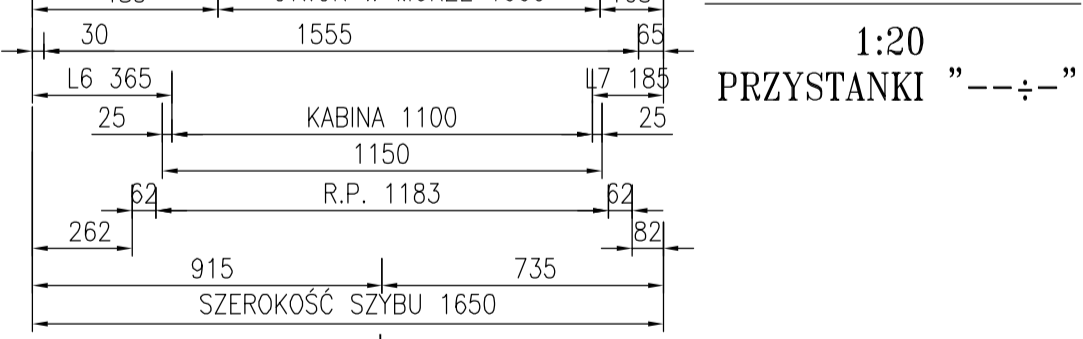 30 1555 65
L6 365 L7 185
25 KABINA 1100 25
1150
62 R.P. 1183 62
262 82
915 735
SZEROKOŚĆ SZYBU 1650
1:20
PRZYSTANKI "--÷-"